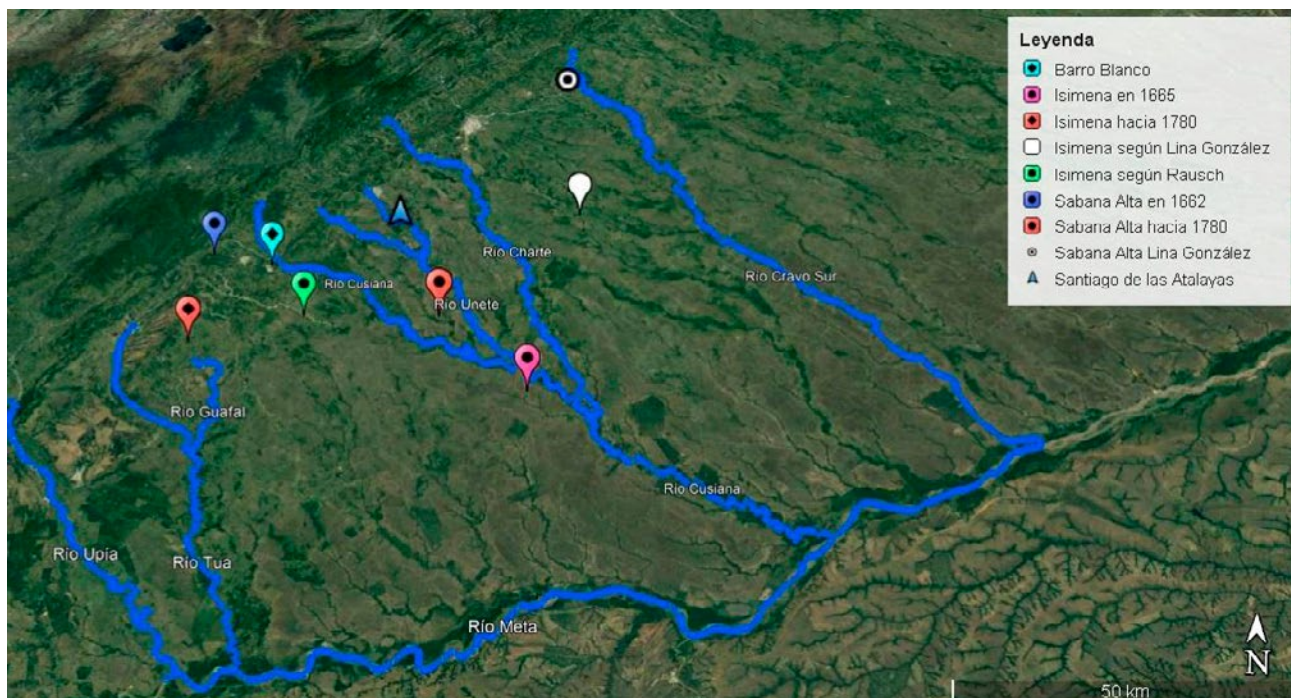 Leyenda
Barro Blanco
Isimena en 1665
Isimena hacia 1780
Isimena según Lina González
Isimena según Rausch
Sabana Alta en 1662
Sabana Alta hacia 1780
Sabana Alta Lina González
Santiago de las Atalayas
Río Charte
Río Cravo Sur
Río Cusiana
Río Unete
Río Guafal
Río Cusiana
Río Upía
Río Tua
Río Meta
N
50 km